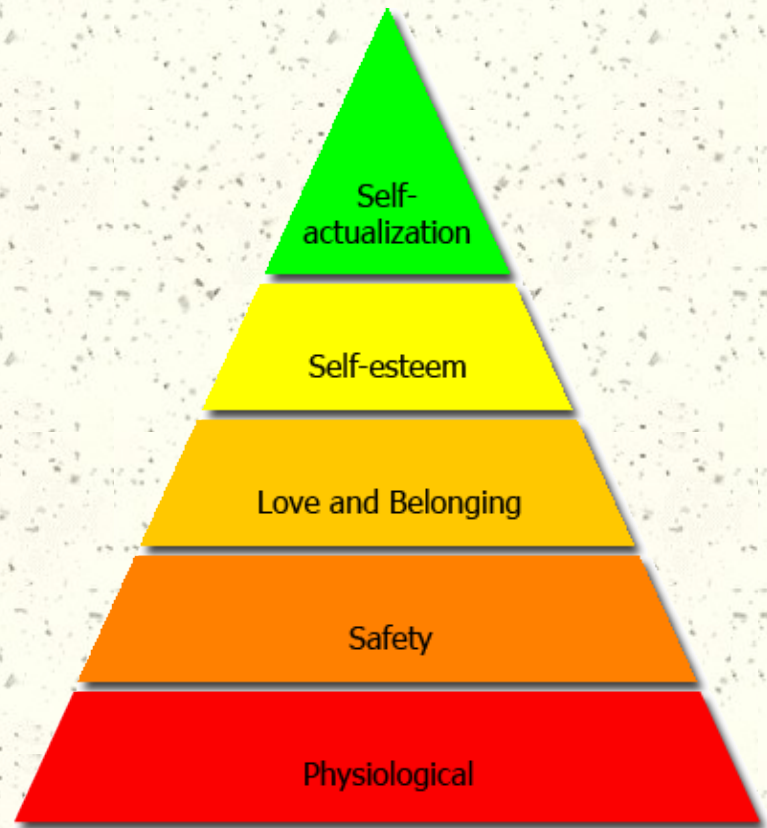 Self-
actualization
Self-esteem
Love and Belonging
Safety
Physiological